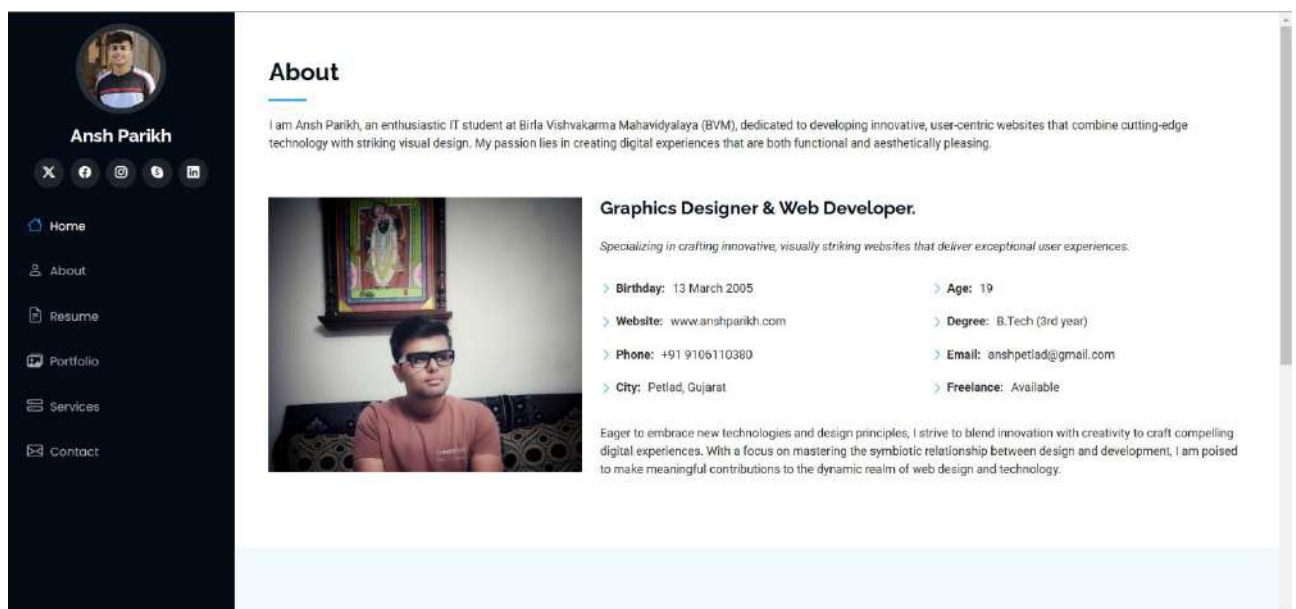 Ansh Parikh
Home
About
Resume
Portfolio
Services
Contact
About
I am Ansh Parikh, an enthusiastic IT student at Birla Vishvakarma Mahavidyalaya (BVM), dedicated to developing innovative, user-centric websites that combine cutting-edge
technology with striking visual design. My passion lies in creating digital experiences that are both functional and aesthetically pleasing.
Graphics Designer & Web Developer.
Specializing in crafting innovative, visually striking websites that deliver exceptional user experiences.
Birthday: 13 March 2005
Age: 19
Website: www.anshparikh.com
Degree: B.Tech (3rd year)
Phone: +91 9106110380
Email: anshpetlad@gmail.com
City: Petlad, Gujarat
Freelance: Available
Eager to embrace new technologies and design principles, I strive to blend innovation with creativity to craft compelling
digital experiences. With a focus on mastering the symbiotic relationship between design and development, I am poised
to make meaningful contributions to the dynamic realm of web design and technology.